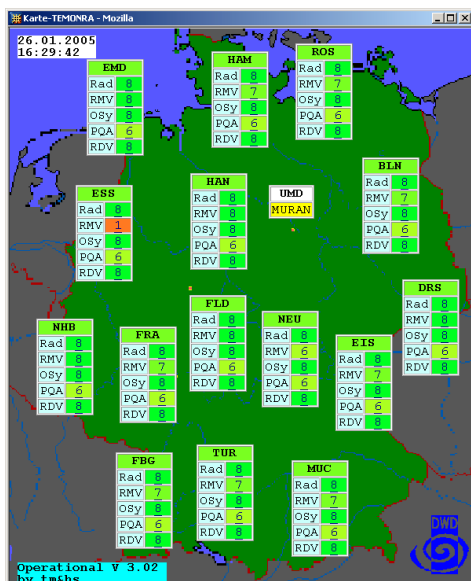 Karte-TEMONRA - Mozilla
26.01.2005
16:29:42
EMD
Rad 8
RMV 8
OSy 8
PQA 6
RDV 8
HAM
Rad 8
RMV 7
OSy 8
PQA 6
RDV 8
ROS
Rad 8
RMV 7
OSy 8
PQA 6
RDV 8
ESS
Rad 8
RMV 1
OSy 8
PQA 6
RDV 8
HAN
Rad 8
RMV 8
OSy 8
PQA 6
RDV 8
UMD
MURAN
BLN
Rad 8
RMV 7
OSy 8
PQA 6
RDV 8
NHB
Rad 8
RMV 8
OSy 8
PQA 6
RDV 8
FRA
Rad 8
RMV 7
OSy 8
PQA 6
RDV 8
FLD
Rad 8
RMV 8
OSy 8
PQA 6
RDV 8
NEU
Rad 8
RMV 6
OSy 8
PQA 6
RDV 8
EIS
Rad 8
RMV 7
OSy 8
PQA 6
RDV 8
DRS
Rad 8
RMV 8
OSy 8
PQA 6
RDV 8
FBG
Rad 8
RMV 7
OSy 8
PQA 6
RDV 8
TUR
Rad 8
RMV 7
OSy 8
PQA 6
RDV 8
MUC
Rad 8
RMV 7
OSy 8
PQA 6
RDV 8
DWD
Operational V 3.02
by tm&hs